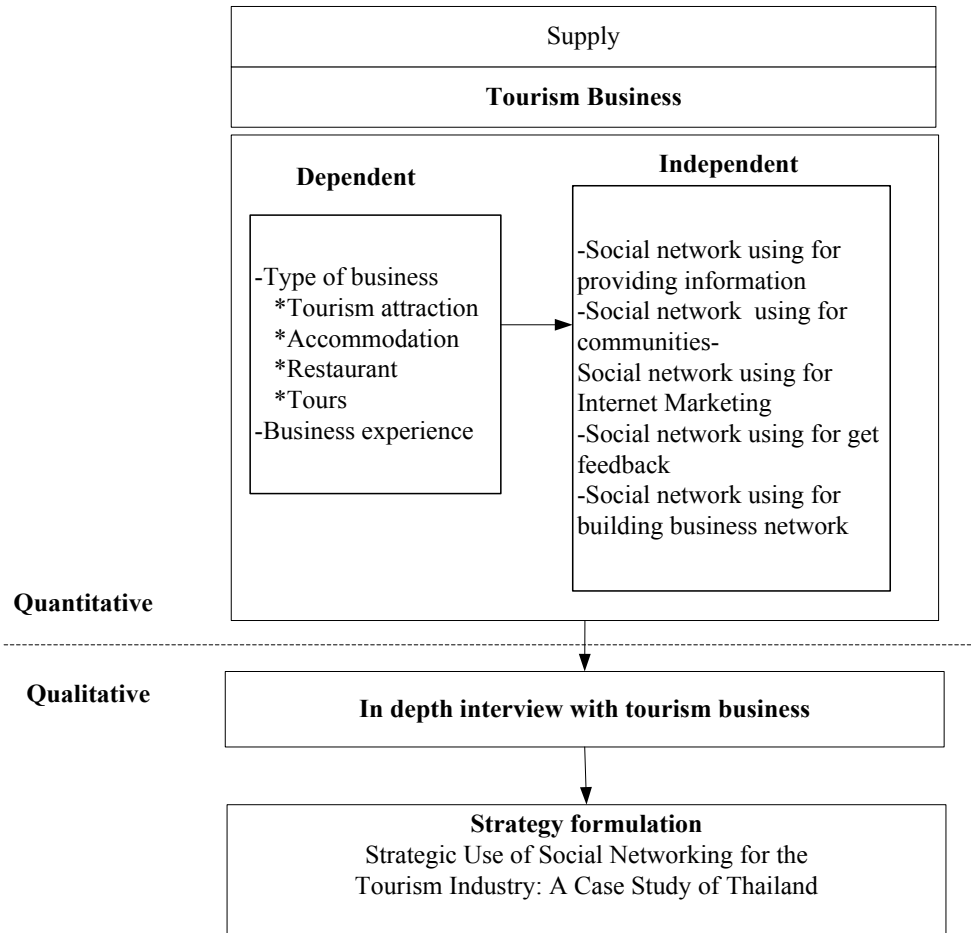 Supply
Tourism Business
Dependent
-Type of business
*Tourism attraction
*Accommodation
*Restaurant
*Tours
-Business experience
Independent
-Social network using for
providing information
-Social network using for
communities-
Social network using for
Internet Marketing
-Social network using for get
feedback
-Social network using for
building business network
Quantitative
Qualitative
In depth interview with tourism business
Strategy formulation
Strategic Use of Social Networking for the
Tourism Industry: A Case Study of Thailand